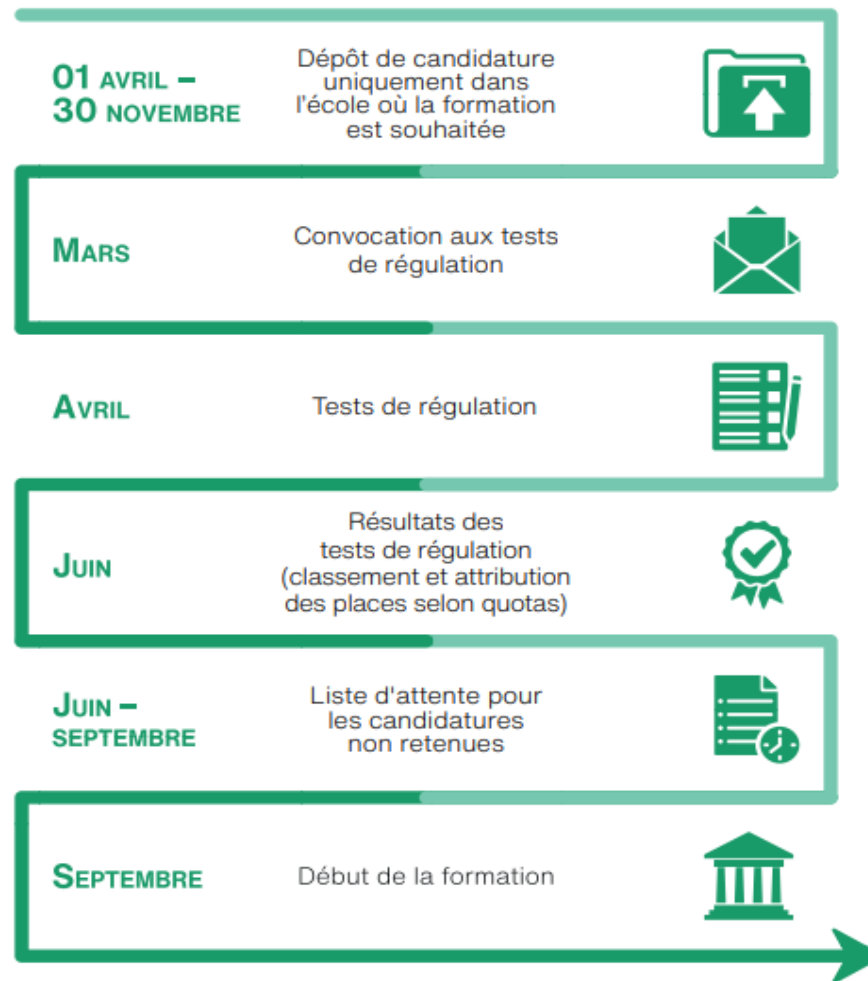 01 AVRIL –
30 NOVEMBRE
Dépôt de candidature
uniquement dans
l'école où la formation
est souhaitée
MARS
Convocation aux tests
de régulation
AVRIL
Tests de régulation
JUIN
Résultats des
tests de régulation
(classement et attribution
des places selon quotas)
JUIN –
SEPTEMBRE
Liste d'attente pour
les candidatures
non retenues
SEPTEMBRE
Début de la formation